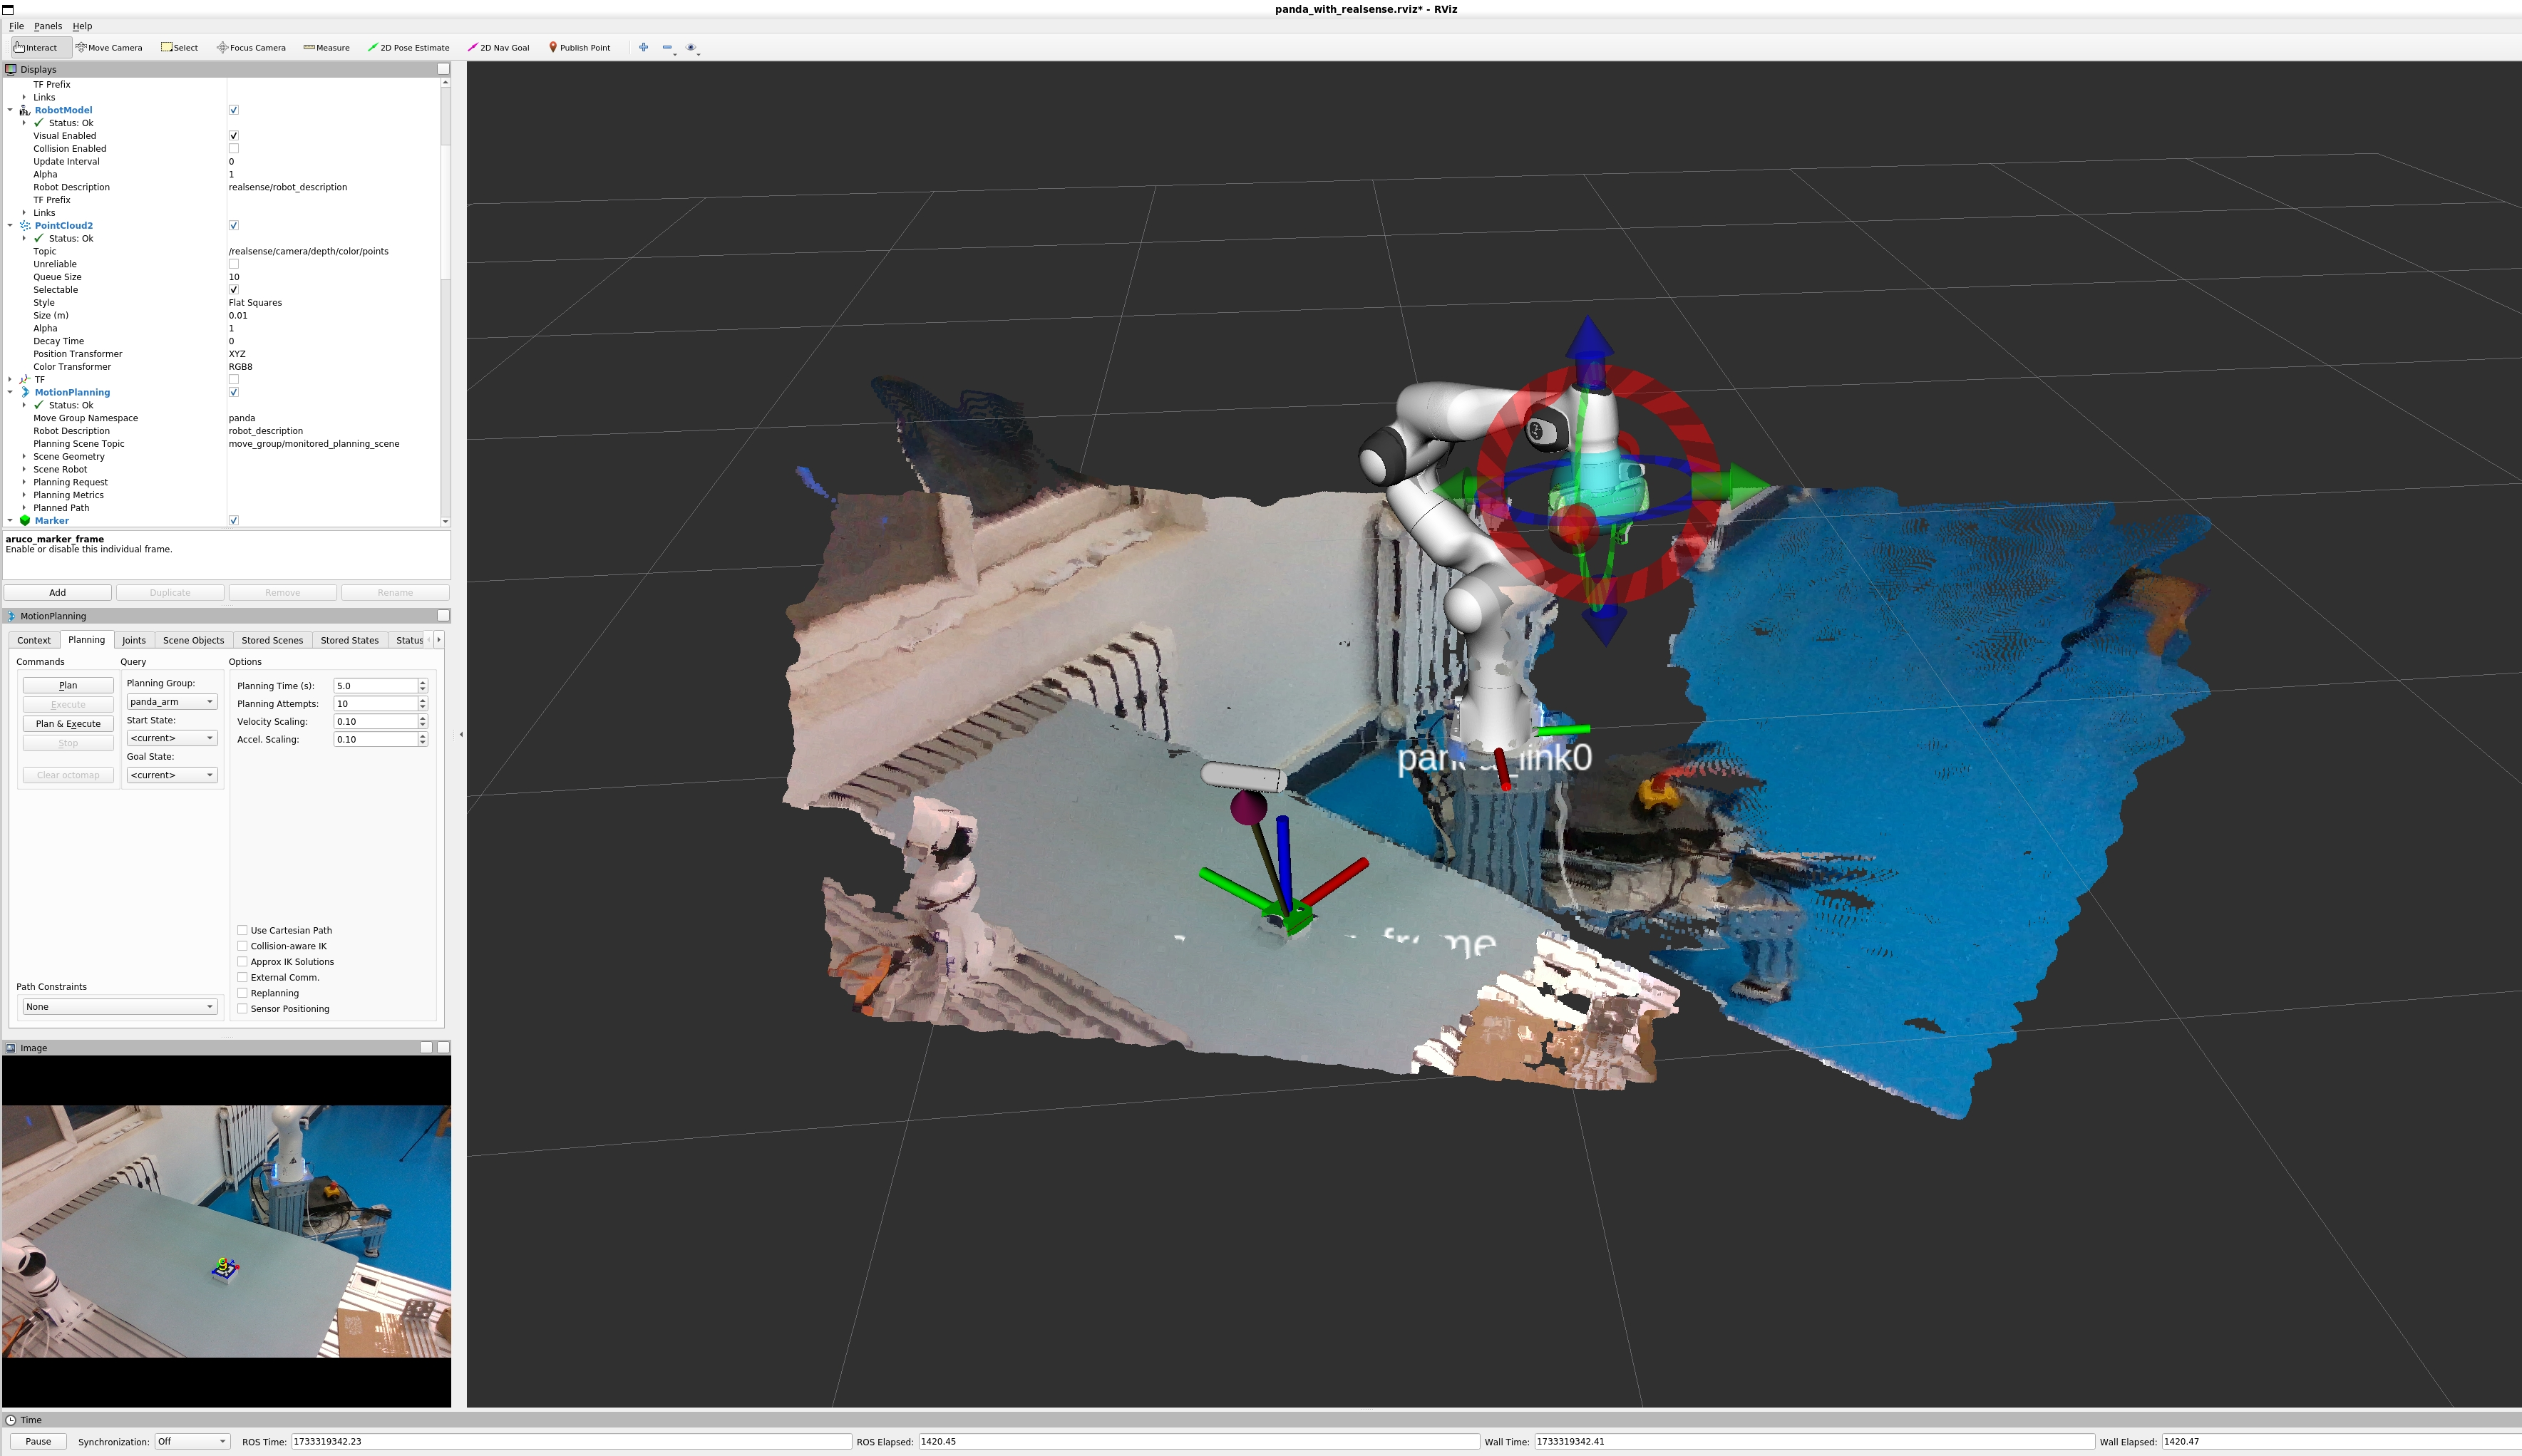 panda_with_realsense.rviz* - RViz
File Panels Help
Interact Move Camera Select Focus Camera Measure 2D Pose Estimate 2D Nav Goal Publish Point
Displays
TF Prefix
Links
RobotModel
Status: Ok
Visual Enabled
Collision Enabled
Update Interval 0
Alpha 1
Robot Description realsense/robot_description
TF Prefix
Links
PointCloud2
Status: Ok
Topic /realsense/camera/depth/color/points
Unreliable
Queue Size 10
Selectable
Style Flat Squares
Size (m) 0.01
Alpha 1
Decay Time 0
Position Transformer XYZ
Color Transformer RGB8
TF
MotionPlanning
Status: Ok
Move Group Namespace panda
Robot Description robot_description
Planning Scene Topic move_group/monitored_planning_scene
Scene Geometry
Scene Robot
Planning Request
Planning Metrics
Planned Path
Marker
aruco_marker_frame
Enable or disable this individual frame.
Add Duplicate Remove Rename
MotionPlanning
Context Planning Joints Scene Objects Stored Scenes Stored States Status
Commands Query Options
Plan
Execute
Plan & Execute
Stop
Clear octomap
Planning Group:
panda_arm
Start State:
<current>
Goal State:
<current>
Planning Time (s): 5.0
Planning Attempts: 10
Velocity Scaling: 0.10
Accel. Scaling: 0.10
Use Cartesian Path
Collision-aware IK
Approx IK Solutions
External Comm.
Replanning
Sensor Positioning
Path Constraints
None
Image
Time
Pause Synchronization: Off ROS Time: 1733319342.23 ROS Elapsed: 1420.45 Wall Time: 1733319342.41 Wall Elapsed: 1420.47